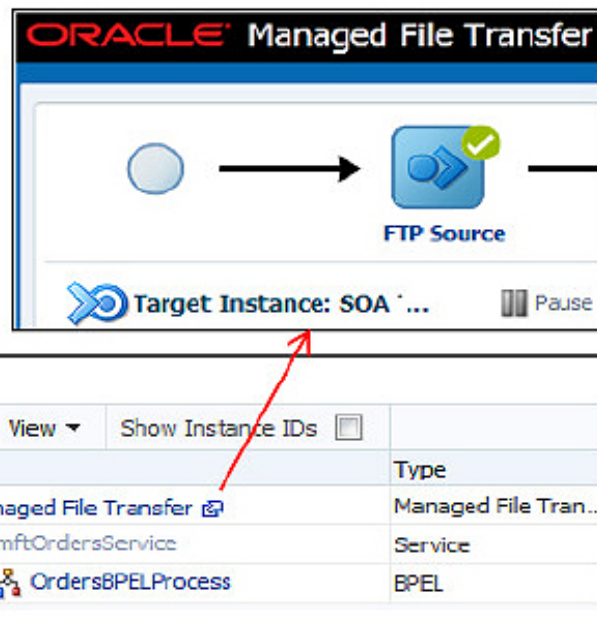 ORACLE Managed File Transfer
FTP Source
Target Instance: SOA `... Pause
View Show Instance IDs
Type
naged File Transfer Managed File Tran..
mftOrdersService Service
OrdersBPELProcess BPEL